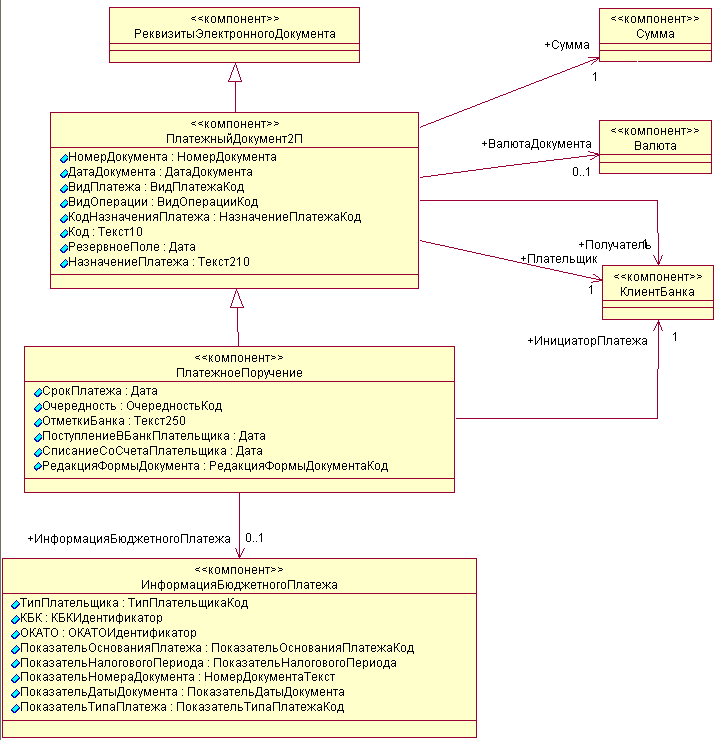 <<компонент>>
РеквизитыЭлектронногоДокумента
<<компонент>>
Сумма
+Сумма
1
<<компонент>>
ПлатежныйДокумент2П
НомерДокумента : НомерДокумента
ДатаДокумента : ДатаДокумента
ВидПлатежа : ВидПлатежаКод
ВидОперации : ВидОперацииКод
КодНазначенияПлатежа : НазначениеПлатежаКод
Код : Текст10
РезервноеПоле : Дата
НазначениеПлатежа : Текст210
<<компонент>>
Валюта
+ВалютаДокумента
0..1
+Получатель
1
+Плательщик
1
<<компонент>>
КлиентБанка
+ИнициаторПлатежа
1
<<компонент>>
ПлатежноеПоручение
СрокПлатежа : Дата
Очередность : ОчередностьКод
ОтметкиБанка : Текст250
ПоступлениеВБанкПлательщика : Дата
СписаниеСоСчетаПлательщика : Дата
РедакцияФормыДокумента : РедакцияФормыДокументаКод
+ИнформацияБюджетногоПлатежа
0..1
<<компонент>>
ИнформацияБюджетногоПлатежа
ТипПлательщика : ТипПлательщикаКод
КБК : КБКИдентификатор
ОКАТО : ОКАТОИдентификатор
ПоказательОснованияПлатежа : ПоказательОснованияПлатежаКод
ПоказательНалоговогоПериода : ПоказательНалоговогоПериода
ПоказательНомераДокумента : НомерДокументаТекст
ПоказательДатыДокумента : ПоказательДатыДокумента
ПоказательТипаПлатежа : ПоказательТипаПлатежаКод